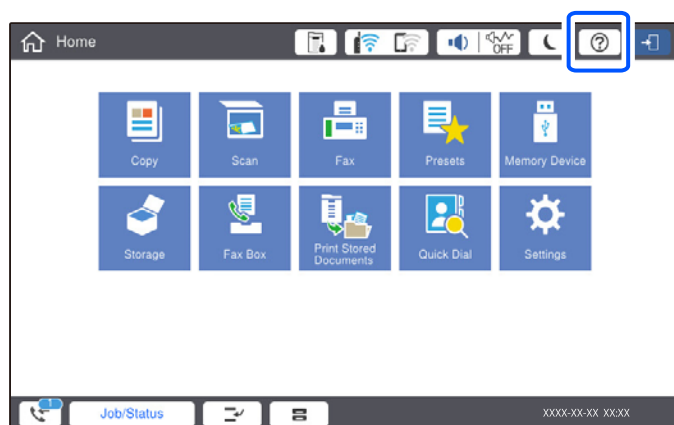 Home
OFF
?
Copy
Scan
Fax
Presets
Memory Device
Storage
Fax Box
Print Stored
Documents
Quick Dial
Settings
1
Job/Status
XXXX-XX-XX XX:XX